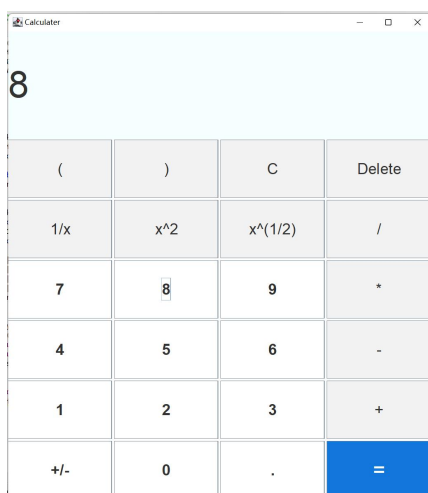 Calculater
8
( ) C Delete
1/x x^2 x^(1/2) /
7 8 9 *
4 5 6 -
1 2 3 +
+/- 0 . =